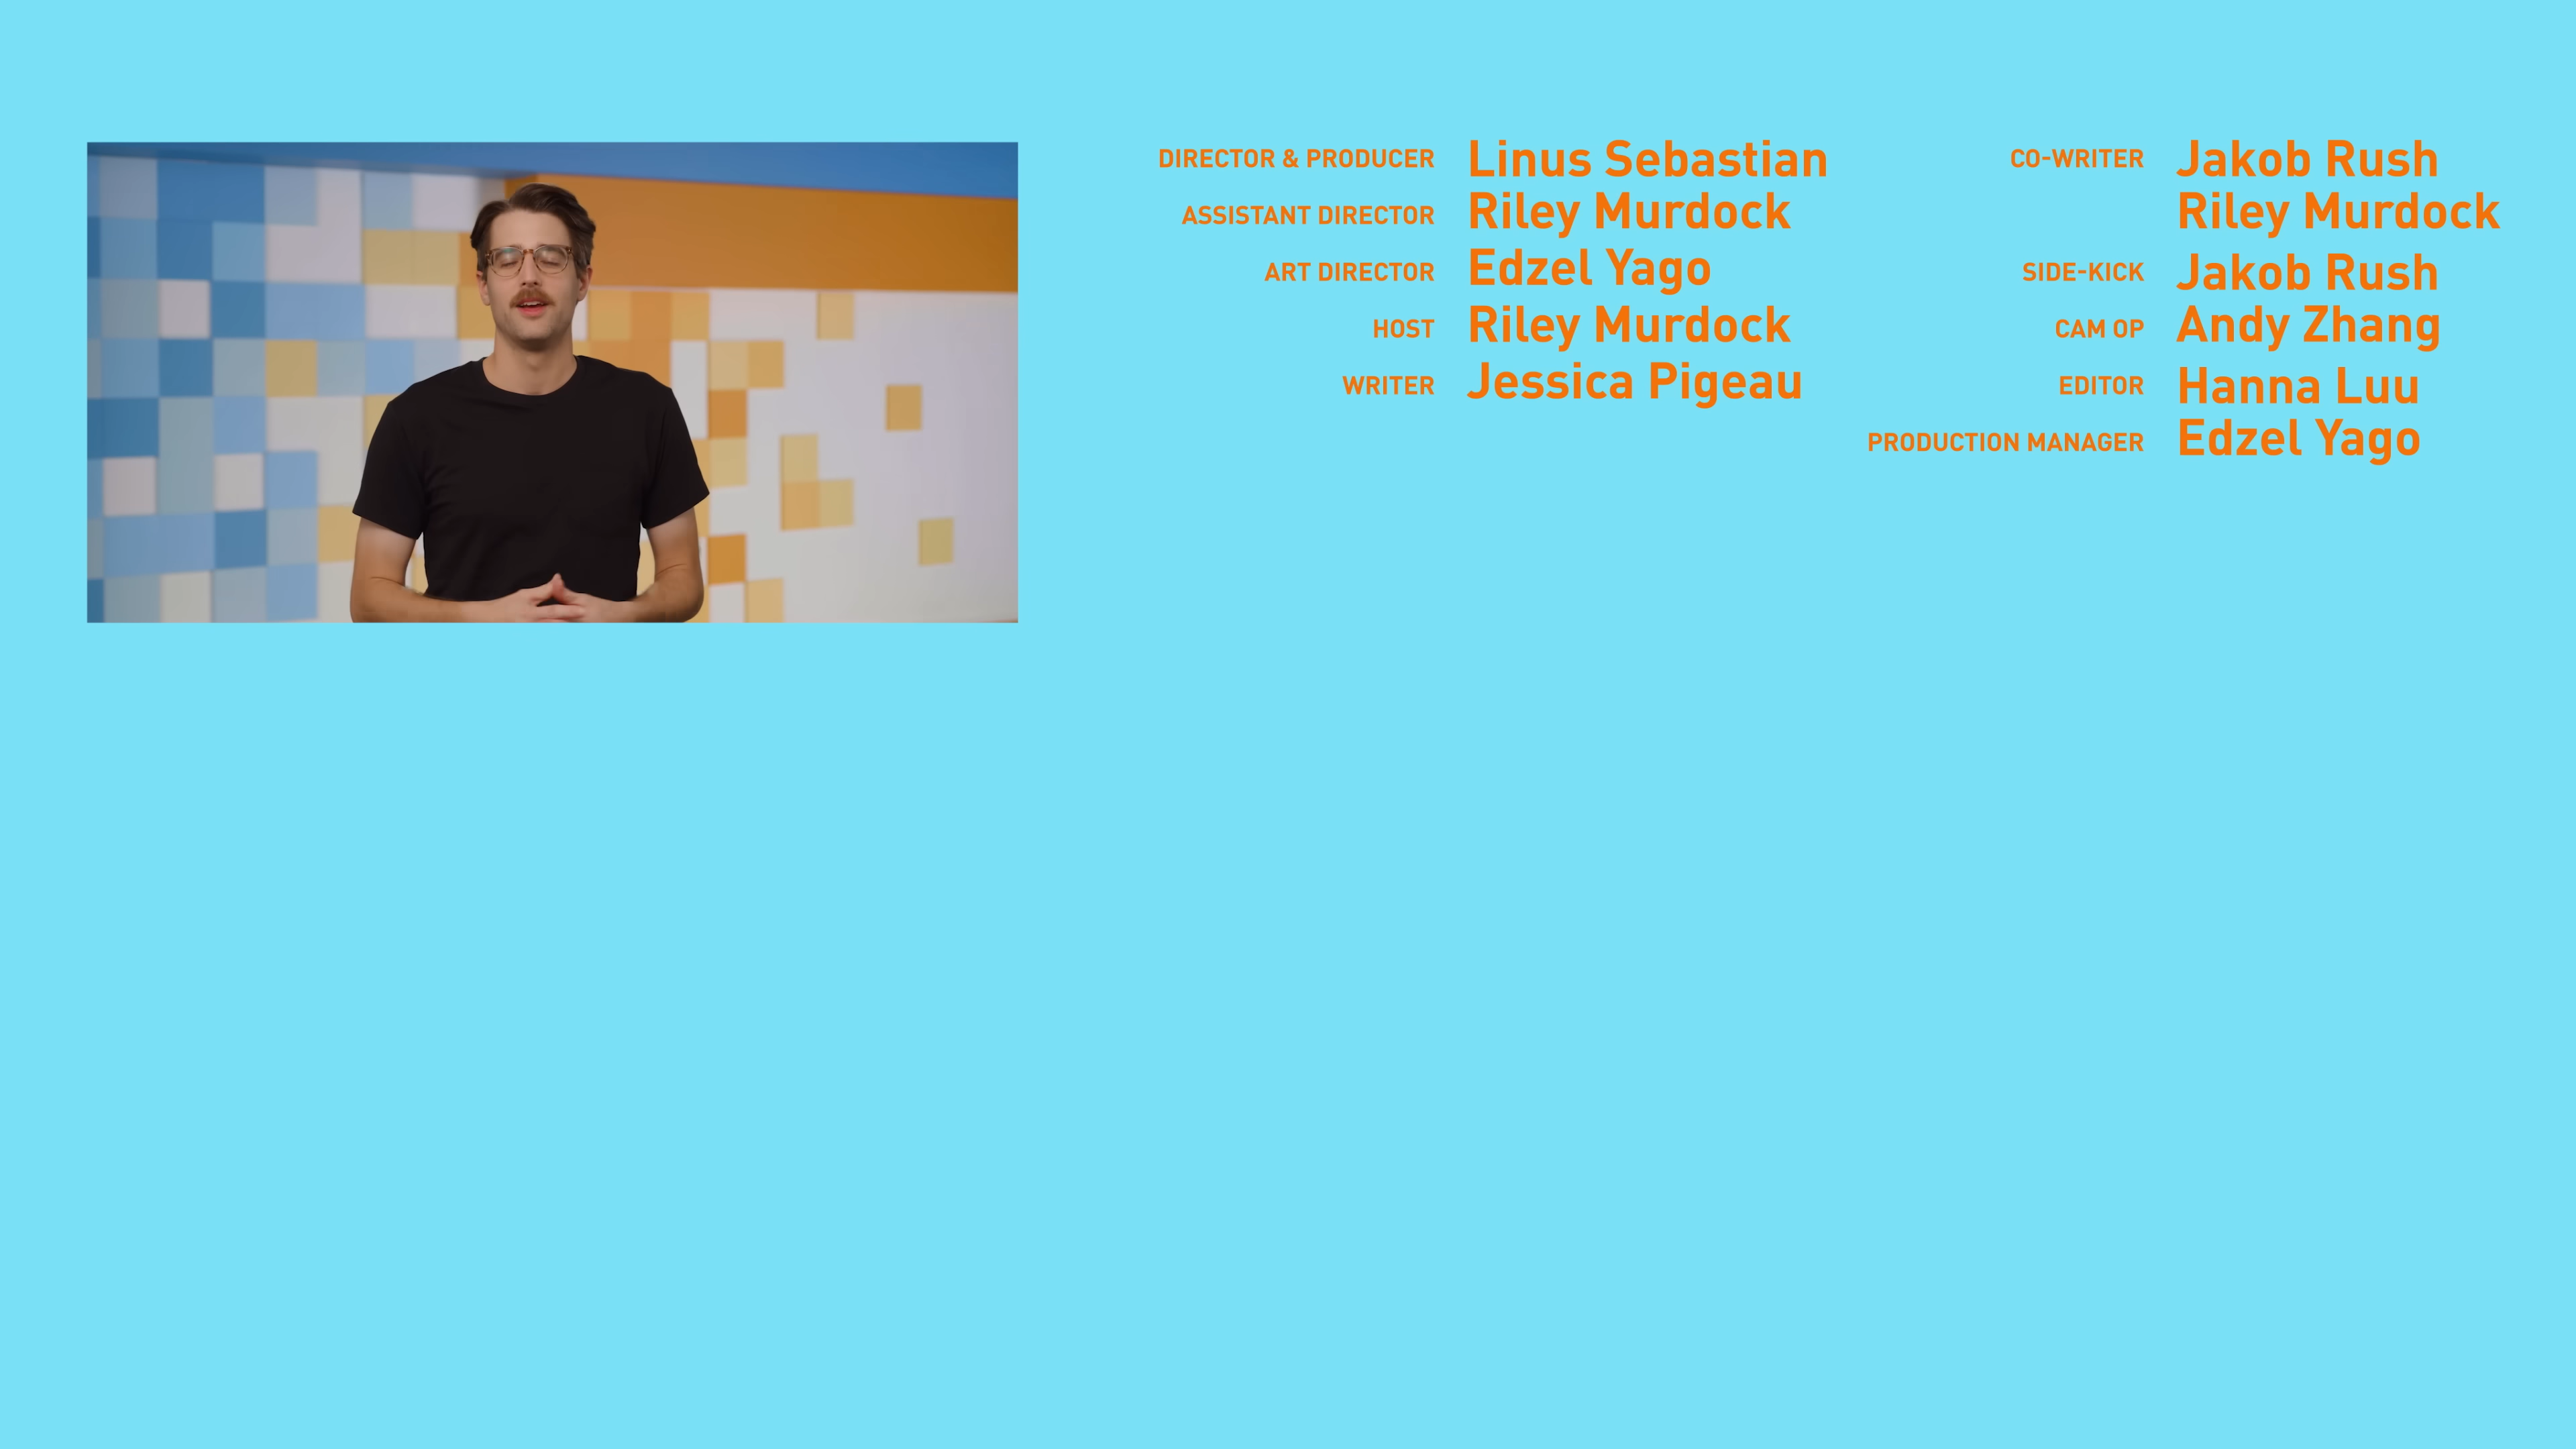 DIRECTOR & PRODUCER Linus Sebastian
ASSISTANT DIRECTOR Riley Murdock
ART DIRECTOR Edzel Yago
HOST Riley Murdock
WRITER Jessica Pigeau
CO-WRITER Jakob Rush
Riley Murdock
SIDE-KICK Jakob Rush
CAM OP Andy Zhang
EDITOR Hanna Luu
PRODUCTION MANAGER Edzel Yago